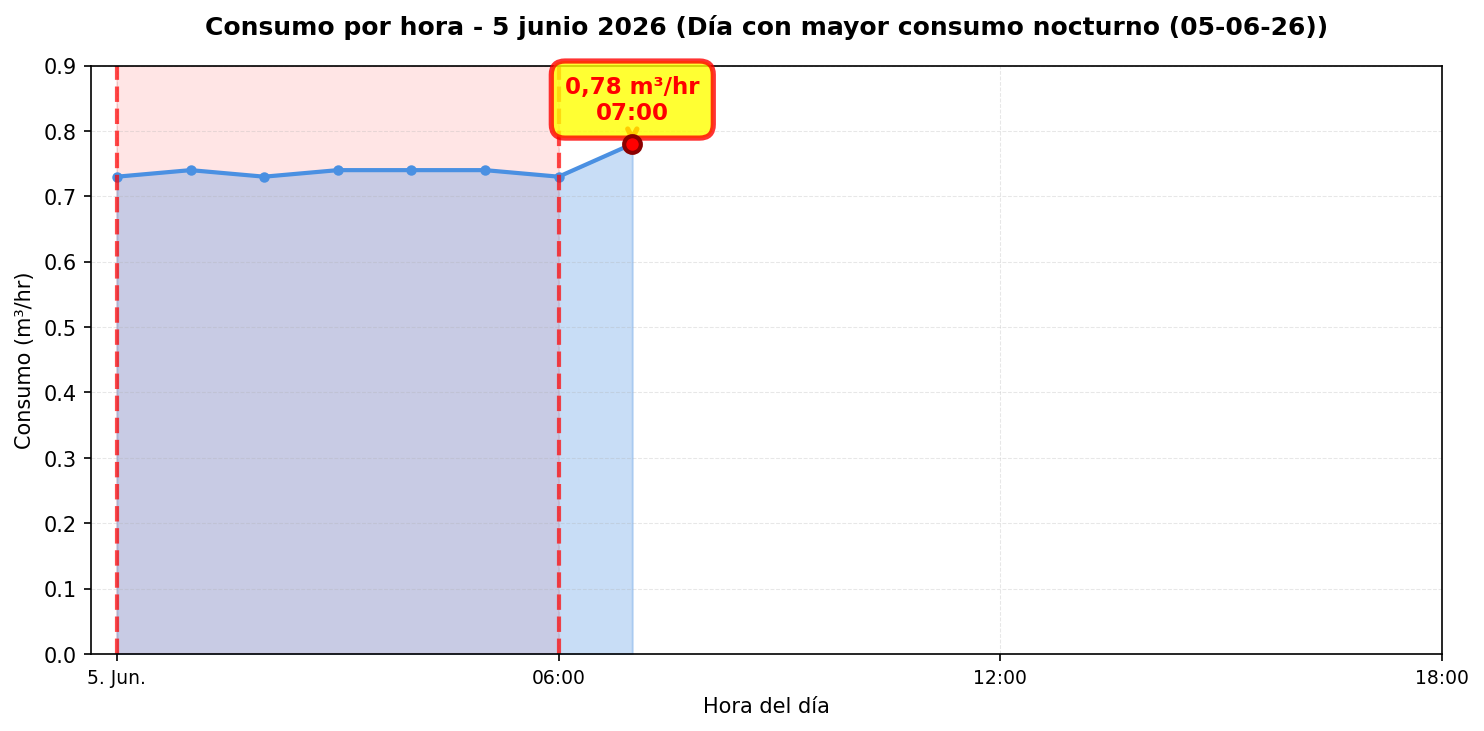 Consumo por hora - 5 junio 2026 (Día con mayor consumo nocturno (05-06-26))
0,78 m³/hr
07:00
Consumo (m³/hr)
0.9
0.8
0.7
0.6
0.5
0.4
0.3
0.2
0.1
0.0
5. Jun.
06:00
12:00
18:00
Hora del día